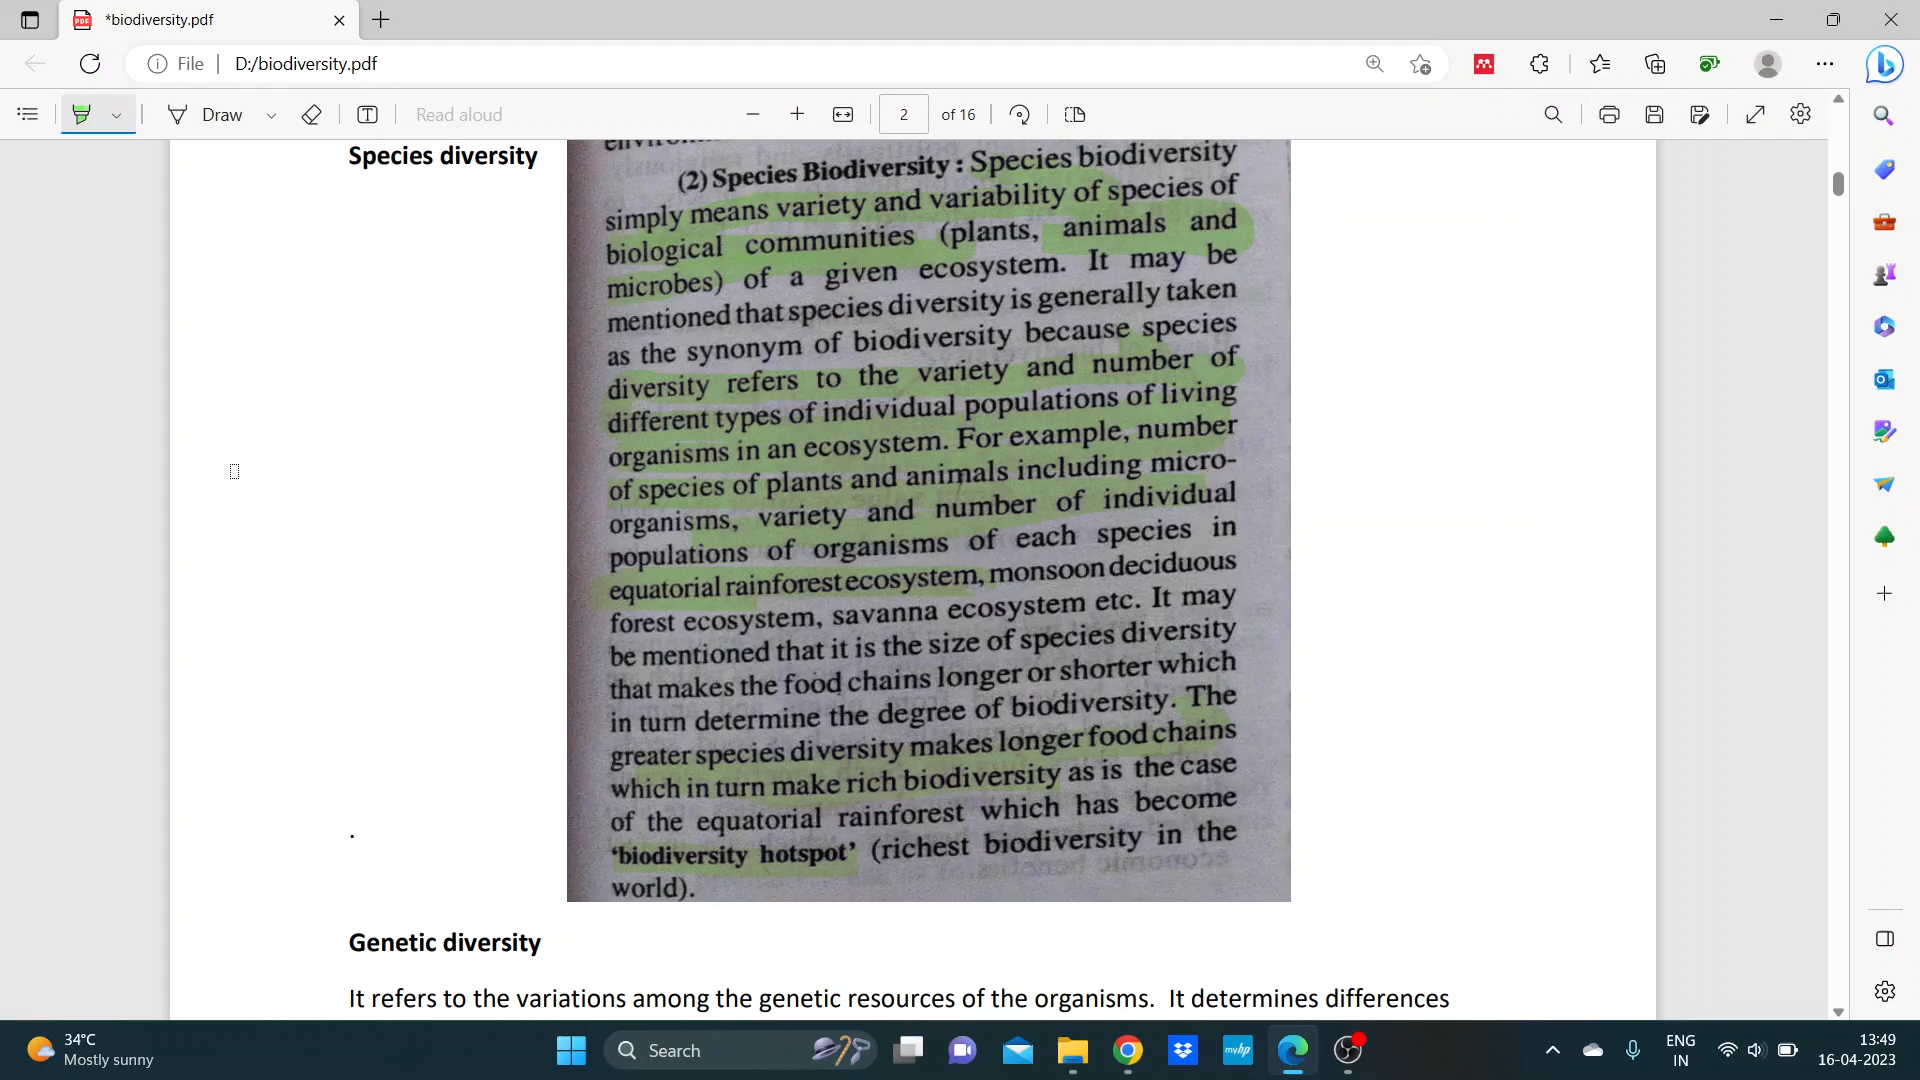 *biodiversity.pdf
File
D:/biodiversity.pdf
Draw
Read aloud
2 of 16
Species diversity
(2) Species Biodiversity : Species biodiversity
simply means variety and variability of species of
biological communities (plants, animals and
microbes) of a given ecosystem. It may be
mentioned that species diversity is generally taken
as the synonym of biodiversity because species
diversity refers to the variety and number of
different types of individual populations of living
organisms in an ecosystem. For example, number
of species of plants and animals including micro-
organisms, variety and number of individual
populations of organisms of each species in
equatorial rainforest ecosystem, monsoon deciduous
forest ecosystem, savanna ecosystem etc. It may
be mentioned that it is the size of species diversity
that makes the food chains longer or shorter which
in turn determine the degree of biodiversity. The
greater species diversity makes longer food chains
which in turn make rich biodiversity as is the case
of the equatorial rainforest which has become
‘biodiversity hotspot’ (richest biodiversity in the
world).
.
Genetic diversity
It refers to the variations among the genetic resources of the organisms. It determines differences
34°C
Mostly sunny
Search
myhp
ENG
IN
13:49
16-04-2023